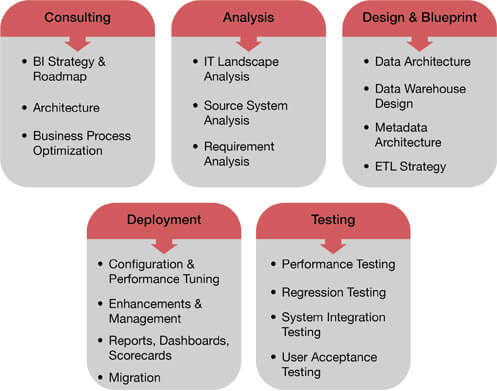 Consulting
• BI Strategy &
Roadmap
• Architecture
• Business Process
Optimization
Analysis
• IT Landscape
Analysis
• Source System
Analysis
• Requirement
Analysis
Design & Blueprint
• Data Architecture
• Data Warehouse
Design
• Metadata
Architecture
• ETL Strategy
Deployment
• Configuration &
Performance Tuning
• Enhancements &
Management
• Reports, Dashboards,
Scorecards
• Migration
Testing
• Performance Testing
• Regression Testing
• System Integration
Testing
• User Acceptance
Testing